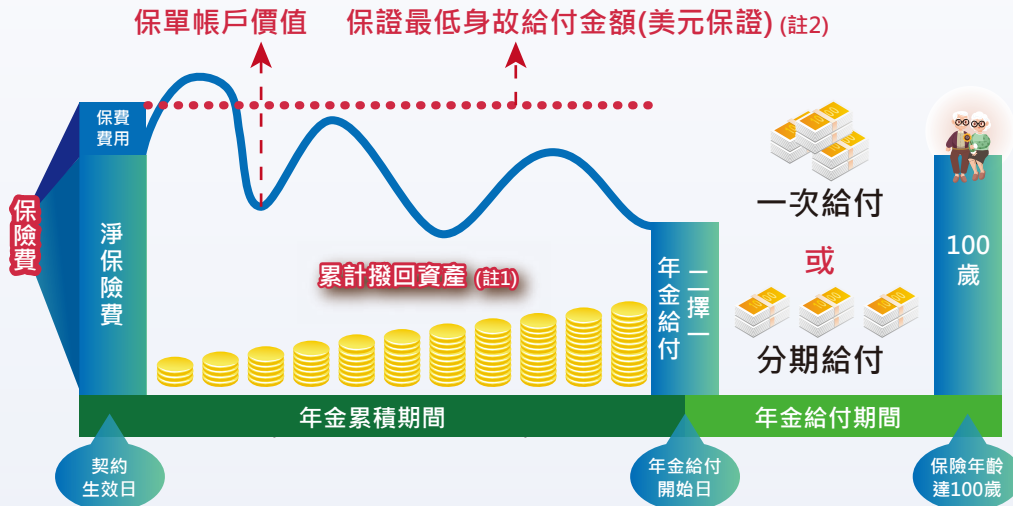 保單帳戶價值
保證最低身故給付金額(美元保證) (註2)
保費
費用
保險費
淨保險費
累計撥回資產 (註1)
年金給付
二擇一
一次給付
或
分期給付
100
歲
年金累積期間
年金給付期間
契約
生效日
年金給付
開始日
保險年齡
達100歲